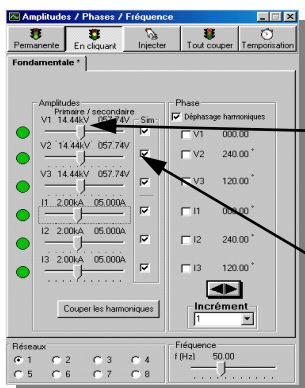 Amplitudes / Phases / Fréquence
Permanente En cliquant Injecter Tout couper Temporisation
Fondamentale *
Amplitudes
Primaire / secondaire Sim
V1 14.44kV 057.74V
V2 14.44kV 057.74V
V3 14.44kV 057.74V
I1 2.00kA 05.000A
I2 2.00kA 05.000A
I3 2.00kA 05.000A
Couper les harmoniques
Phase
Déphasage harmoniques
V1 000.00
V2 240.00 °
V3 120.00 °
I1 000.00 °
I2 240.00 °
I3 120.00 °
Incrément
1
Réseaux
1 2 3 4
5 6 7 8
Fréquence
f (Hz) 50.00